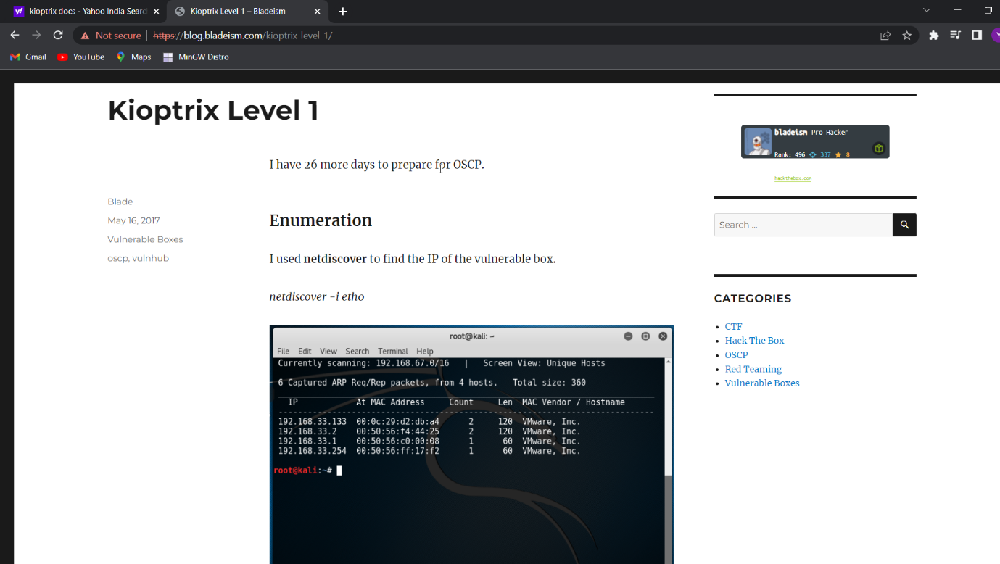 kioptrix docs - Yahoo India Search
Kioptrix Level 1 – Bladeism
Not secure | https://blog.bladeism.com/kioptrix-level-1/
Gmail YouTube Maps MinGW Distro
Kioptrix Level 1
I have 26 more days to prepare for OSCP.
Blade
May 16, 2017
Vulnerable Boxes
oscp, vulnhub
Enumeration
I used netdiscover to find the IP of the vulnerable box.
netdiscover -i eth0
root@kali: ~
File Edit View Search Terminal Help
Currently scanning: 192.168.67.0/16 | Screen View: Unique Hosts
6 Captured ARP Req/Rep packets, from 4 hosts. Total size: 360
IP At MAC Address Count Len MAC Vendor / Hostname
192.168.33.133 00:0c:29:d2:db:a4 2 120 VMware, Inc.
192.168.33.2 00:50:56:f4:44:25 2 120 VMware, Inc.
192.168.33.1 00:50:56:c0:00:08 1 60 VMware, Inc.
192.168.33.254 00:50:56:ff:17:f2 1 60 VMware, Inc.
root@kali:~#
bladeism Pro Hacker
Rank: 496 337 8
hackthebox.com
Search …
CATEGORIES
CTF
Hack The Box
OSCP
Red Teaming
Vulnerable Boxes